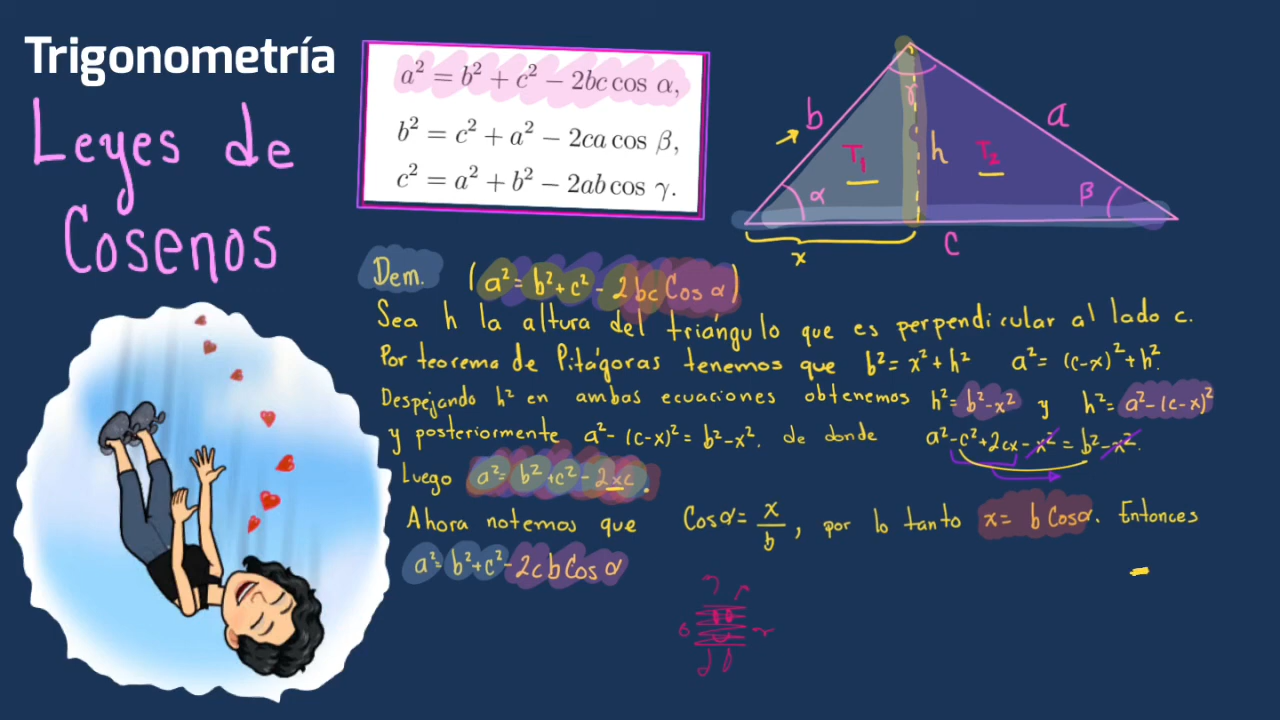 Trigonometría
Leyes de
Cosenos
a² = b² + c² − 2bc cos α,
b² = c² + a² − 2ca cos β,
c² = a² + b² − 2ab cos γ.
b
a
γ
T₁
h
T₂
α
β
x
c
Dem. (a² = b² + c² - 2bc Cos α)
Sea h la altura del triángulo que es perpendicular al lado c.
Por teorema de Pitágoras tenemos que b² = x² + h² a² = (c-x)² + h².
Despejando h² en ambas ecuaciones obtenemos h² = b² - x² y h² = a² - (c-x)²
y posteriormente a² - (c-x)² = b² - x². de donde a² - c² + 2cx - x² = b² - x².
Luego a² = b² + c² - 2xc.
Ahora notemos que Cos α = x/b, por lo tanto x = b Cos α. Entonces
a² = b² + c² - 2cb Cos α